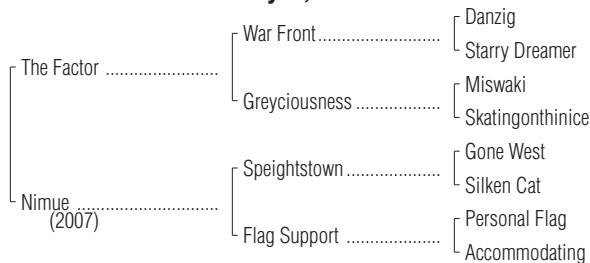 Danzig
War Front
Starry Dreamer
The Factor
Miswaki
Greyciousness
Skatingonthinice
Gone West
Speightstown
Silken Cat
Nimue
(2007)
Personal Flag
Flag Support
Accommodating